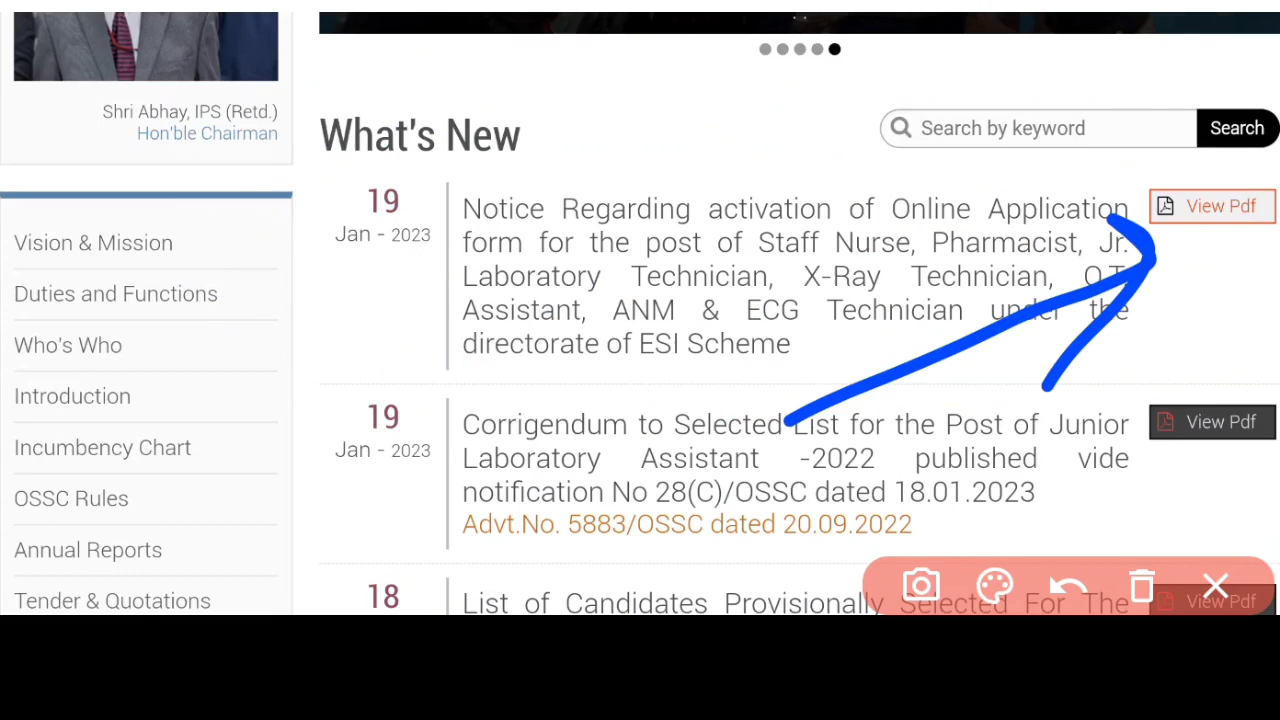 Shri Abhay, IPS (Retd.)
Hon'ble Chairman
Vision & Mission
Duties and Functions
Who's Who
Introduction
Incumbency Chart
OSSC Rules
Annual Reports
Tender & Quotations
What's New
Search by keyword
Search
19
Jan - 2023
Notice Regarding activation of Online Application
form for the post of Staff Nurse, Pharmacist, Jr.
Laboratory Technician, X-Ray Technician, O.T.
Assistant, ANM & ECG Technician under the
directorate of ESI Scheme
View Pdf
19
Jan - 2023
Corrigendum to Selected List for the Post of Junior
Laboratory Assistant -2022 published vide
notification No 28(C)/OSSC dated 18.01.2023
Advt.No. 5883/OSSC dated 20.09.2022
View Pdf
18
List of Candidates Provisionally Selected For The
View Pdf